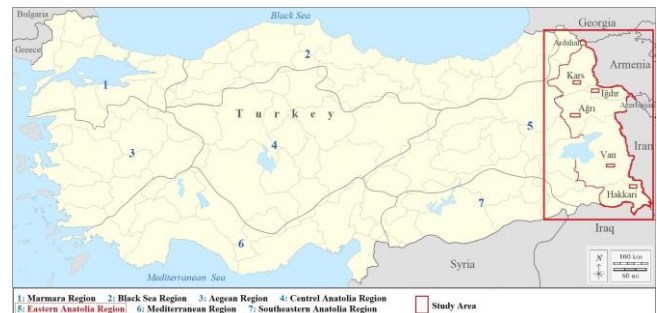 Bulgaria
Black Sea
Georgia
Greece
Ardahan
Armenia
2
1
Kars
Iğdır
Turkey
Azerbaijan
Ağrı
3
4
5
Iran
Van
7
Hakkari
6
Iraq
Syria
N
100 km
60 mi
Mediterranean Sea
1: Marmara Region 2: Black Sea Region 3: Aegean Region 4: Centrel Anatolia Region
5: Eastern Anatolia Region 6: Mediterranean Region 7: Southeastern Anatolia Region Study Area